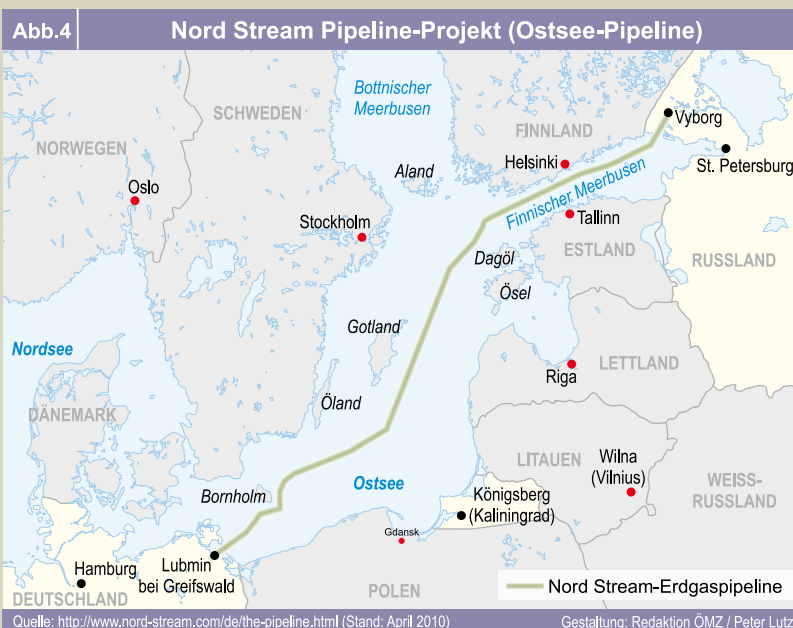 Abb.4
Nord Stream Pipeline-Projekt (Ostsee-Pipeline)
Bottnischer
Meerbusen
SCHWEDEN
FINNLAND
Vyborg
NORWEGEN
Helsinki
St. Petersburg
Aland
Finnischer Meerbusen
Oslo
Stockholm
Tallinn
Dagöl
ESTLAND
RUSSLAND
Ösel
Gotland
Nordsee
Riga
LETTLAND
Öland
DÄNEMARK
LITAUEN
Wilna
(Vilnius)
WEISS-
RUSSLAND
Bornholm
Ostsee
Königsberg
(Kaliningrad)
Gdansk
Hamburg
Lubmin
bei Greifswald
DEUTSCHLAND
POLEN
Nord Stream-Erdgaspipeline
Quelle: http://www.nord-stream.com/de/the-pipeline.html (Stand: April 2010)
Gestaltung: Redaktion ÖMZ / Peter Lutz